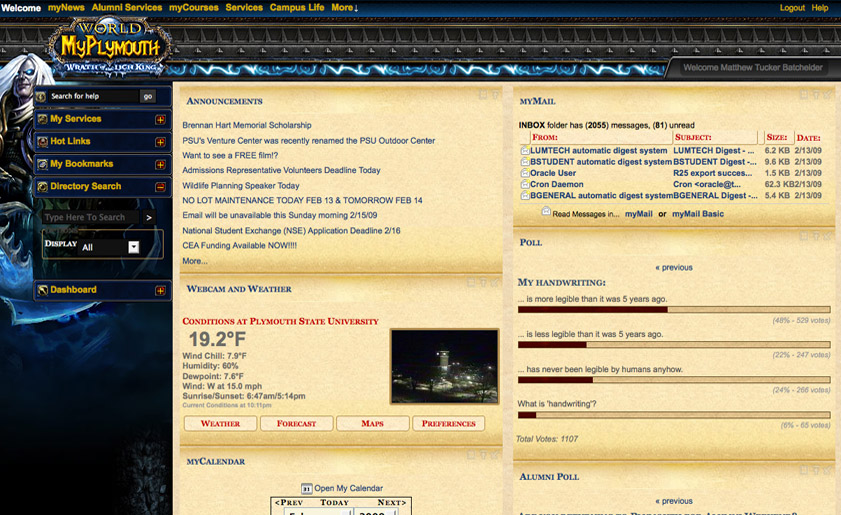 Welcome myNews Alumni Services myCourses Services Campus Life More↓ Logout Help
WORLD
MYPLYMOUTH
WRATH OF THE LICH KING
Welcome Matthew Tucker Batchelder
Search for help go
My Services
Hot Links
My Bookmarks
Directory Search
Type Here To Search >
DISPLAY All
Dashboard
ANNOUNCEMENTS
Brennan Hart Memorial Scholarship
PSU's Venture Center was recently renamed the PSU Outdoor Center
Want to see a FREE film!?
Admissions Representative Volunteers Deadline Today
Wildlife Planning Speaker Today
NO LOT MAINTENANCE TODAY FEB 13 & TOMORROW FEB 14
Email will be unavailable this Sunday morning 2/15/09
National Student Exchange (NSE) Application Deadline 2/16
CEA Funding Available NOW!!!!
More...
WEBCAM AND WEATHER
CONDITIONS AT PLYMOUTH STATE UNIVERSITY
19.2°F
Wind Chill: 7.9°F
Humidity: 60%
Dewpoint: 7.6°F
Wind: W at 15.0 mph
Sunrise/Sunset: 6:47am/5:14pm
Current Conditions at 10:11pm
WEATHER FORECAST MAPS PREFERENCES
MYCALENDAR
31 Open My Calendar
<PREV TODAY NEXT>
MYMAIL
INBOX folder has (2055) messages, (81) unread
FROM: SUBJECT: SIZE: DATE:
LUMTECH automatic digest system LUMTECH Digest - ... 6.2 KB 2/13/09
BSTUDENT automatic digest system BSTUDENT Digest -... 9.6 KB 2/13/09
Oracle User R25 export succes... 1.5 KB 2/13/09
Cron Daemon Cron <oracle@t... 62.3 KB 2/13/09
BGENERAL automatic digest system BGENERAL Digest -... 5.4 KB 2/13/09
Read Messages in... myMail or myMail Basic
POLL
« previous
MY HANDWRITING:
... is more legible than it was 5 years ago.
(48% - 529 votes)
... is less legible than it was 5 years ago.
(22% - 247 votes)
... has never been legible by humans anyhow.
(24% - 266 votes)
What is 'handwriting'?
(6% - 65 votes)
Total Votes: 1107
ALUMNI POLL
« previous